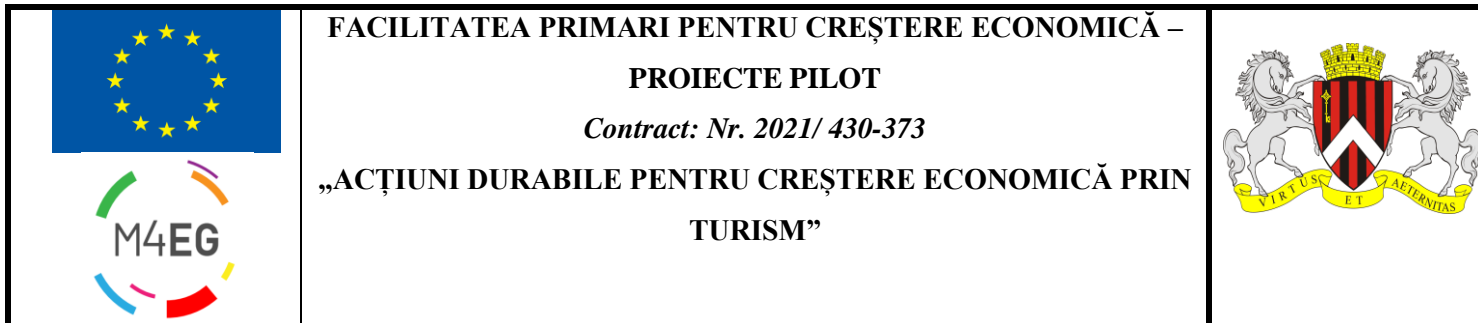 FACILITATEA PRIMARI PENTRU CREȘTERE ECONOMICĂ –
PROIECTE PILOT
Contract: Nr. 2021/ 430-373
„ACȚIUNI DURABILE PENTRU CREȘTERE ECONOMICĂ PRIN
TURISM”
M4EG
VIRTUS ET AETERNITAS